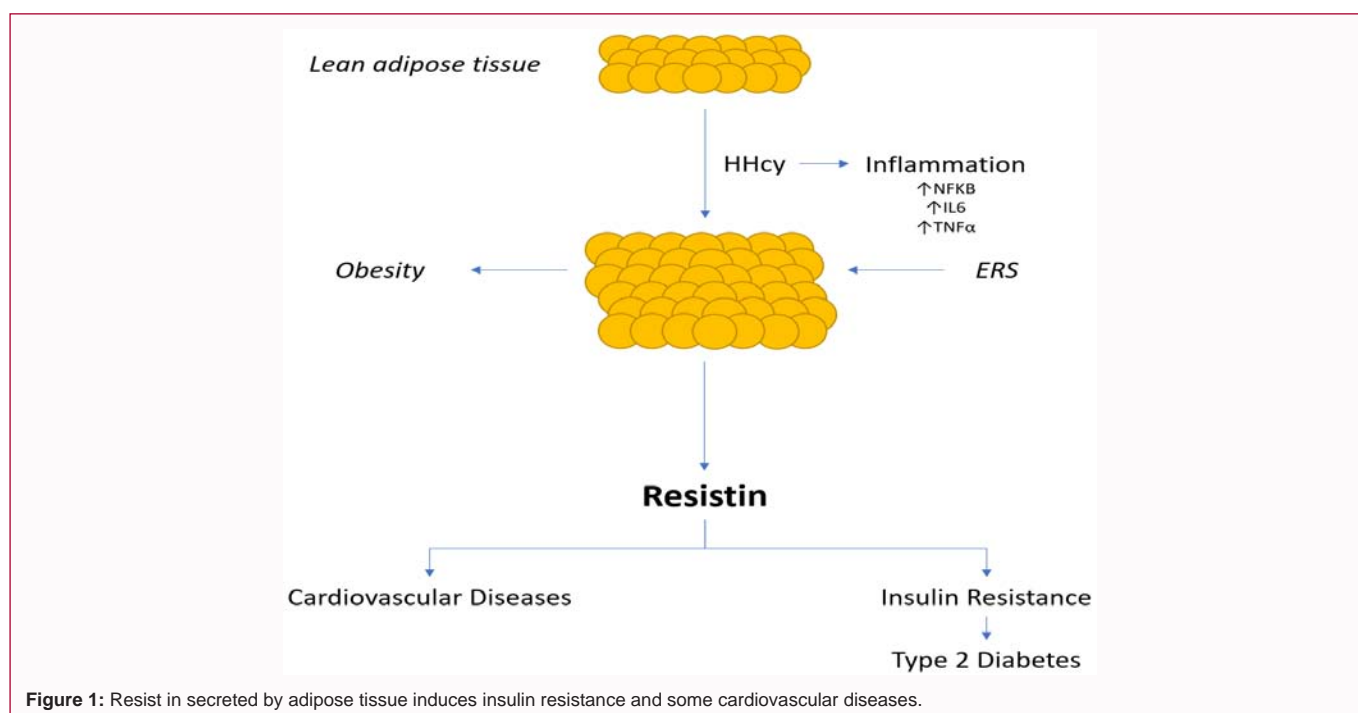 Lean adipose tissue
HHcy
Inflammation
↑NFKB
↑IL6
↑TNFα
Obesity
ERS
Resistin
Cardiovascular Diseases
Insulin Resistance
Type 2 Diabetes
Figure 1: Resist in secreted by adipose tissue induces insulin resistance and some cardiovascular diseases.